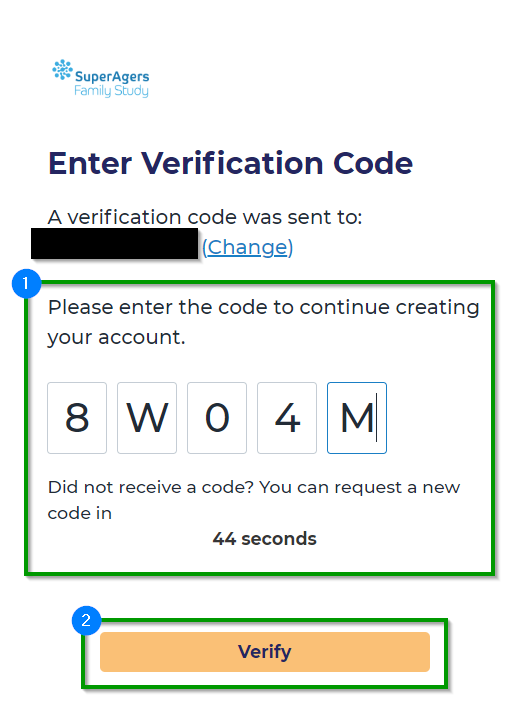 SuperAgers
Family Study
Enter Verification Code
A verification code was sent to:
(Change)
1
Please enter the code to continue creating
your account.
8 W 0 4 M
Did not receive a code? You can request a new
code in
44 seconds
2
Verify